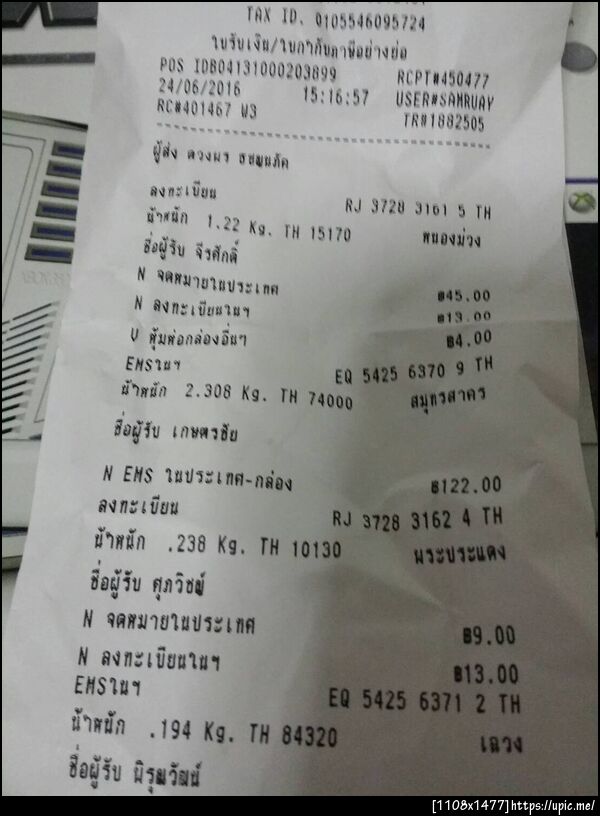 TAX ID. 0105546095724
ใบรับเงิน/ใบกำกับภาษีอย่างย่อ
POS IDB04131000203899 RCPT#450477
24/06/2016 15:16:57 USER#SAMRUAY
RC#401467 W3 TR#1882505
ผู้ส่ง ดวงพร
ลงทะเบียน RJ 3728 3161 5 TH
น้ำหนัก 1.22 Kg. TH 15170 หนองม่วง
ชื่อผู้รับ จีรศักดิ์
N จดหมายในประเทศ ฿45.00
N ลงทะเบียนในฯ ฿13.00
V หุ้มห่อกล่องอื่นๆ ฿4.00
EMSในฯ EQ 5425 6370 9 TH
น้ำหนัก 2.308 Kg. TH 74000 สมุทรสาคร
ชื่อผู้รับ เกษตรชัย
N EMS ในประเทศ-กล่อง ฿122.00
ลงทะเบียน RJ 3728 3162 4 TH
น้ำหนัก .238 Kg. TH 10130 พระประแดง
ชื่อผู้รับ ศุภวิชญ์
N จดหมายในประเทศ ฿9.00
N ลงทะเบียนในฯ ฿13.00
EMSในฯ EQ 5425 6371 2 TH
น้ำหนัก .194 Kg. TH 84320 เฉวง
ชื่อผู้รับ พิรุฬวัฒน์
[1108x1477]https://upic.me/